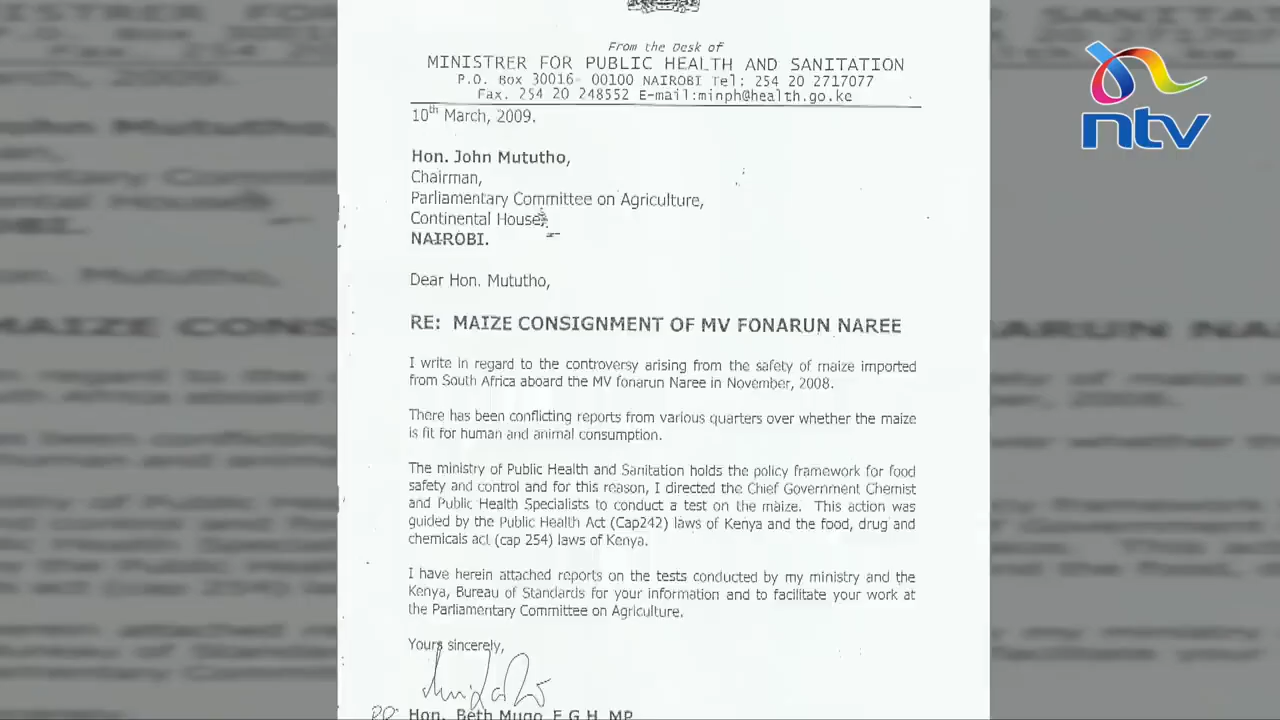 From the Desk of
MINISTRER FOR PUBLIC HEALTH AND SANITATION
P.O. Box 30016- 00100 NAIROBI Tel: 254 20 2717077
Fax. 254 20 248552 E-mail:minph@health.go.ke
10th March, 2009.
ntv
Hon. John Mututho,
Chairman,
Parliamentary Committee on Agriculture,
Continental House,
NAIROBI.
Dear Hon. Mututho,
RE: MAIZE CONSIGNMENT OF MV FONARUN NAREE
I write in regard to the controversy arising from the safety of maize imported
from South Africa aboard the MV fonarun Naree in November, 2008.
There has been conflicting reports from various quarters over whether the maize
is fit for human and animal consumption.
The ministry of Public Health and Sanitation holds the policy framework for food
safety and control and for this reason, I directed the Chief Government Chemist
and Public Health Specialists to conduct a test on the maize. This action was
guided by the Public Health Act (Cap242) laws of Kenya and the food, drug and
chemicals act (cap 254) laws of Kenya.
I have herein attached reports on the tests conducted by my ministry and the
Kenya, Bureau of Standards for your information and to facilitate your work at
the Parliamentary Committee on Agriculture.
Yours sincerely,
Hon. Beth Mugo, E.G.H, MP